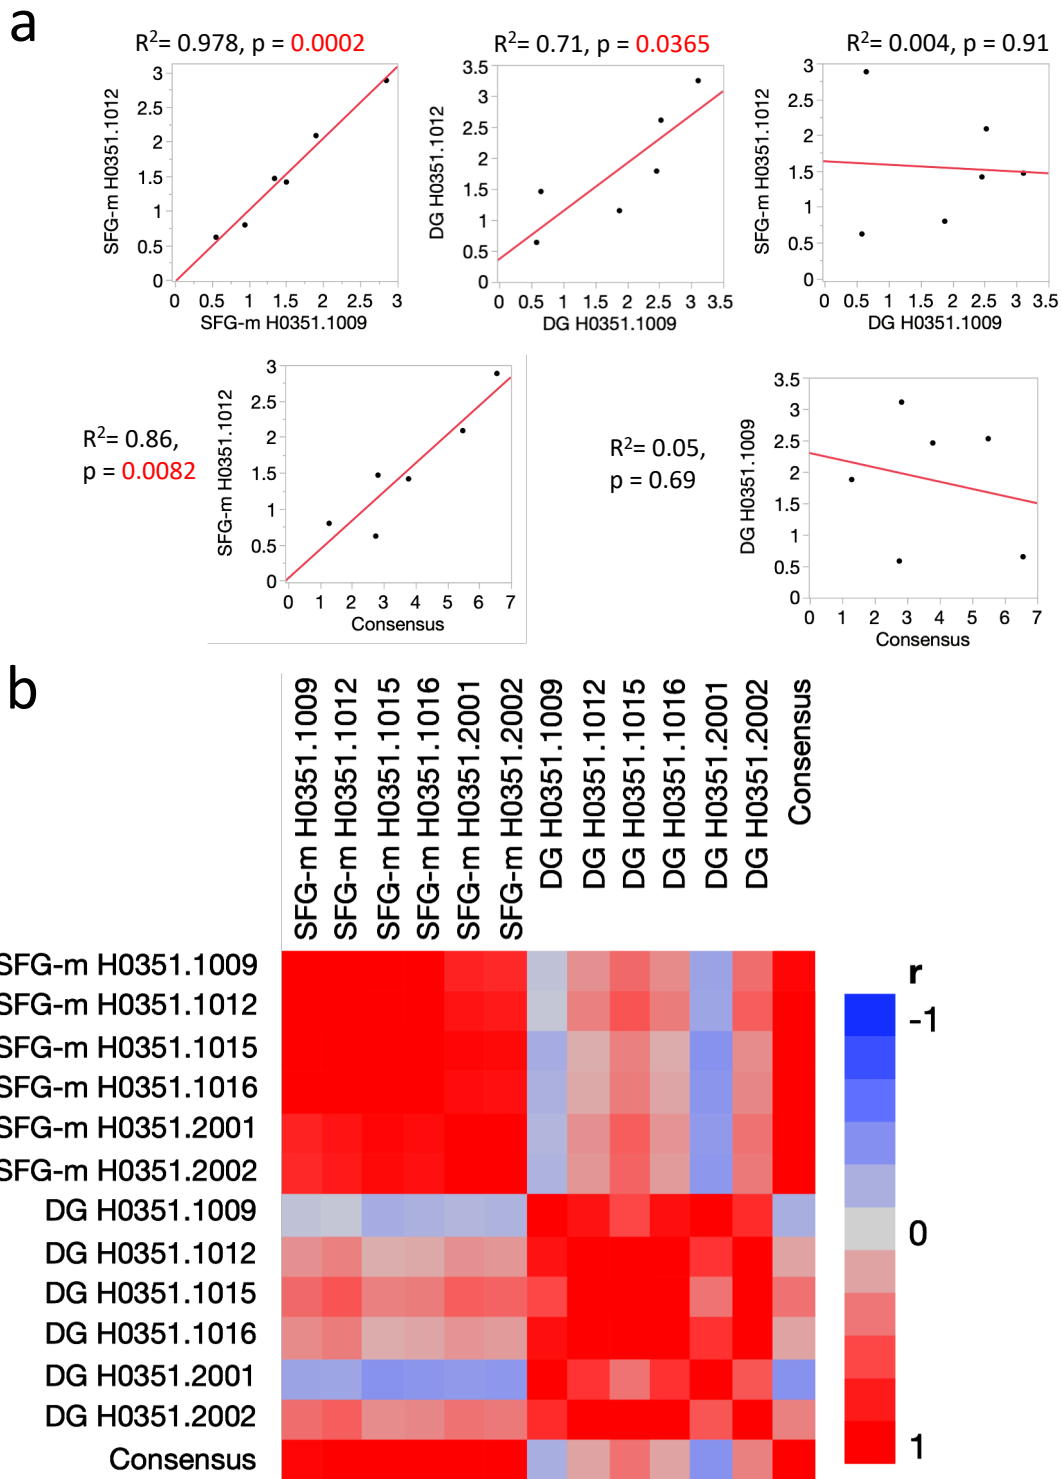 a
R²= 0.978, p = 0.0002
R²= 0.71, p = 0.0365
R²= 0.004, p = 0.91
SFG-m H0351.1012
3
2.5
2
1.5
1
0.5
0
0 0.5 1 1.5 2 2.5 3
SFG-m H0351.1009
DG H0351.1012
3.5
3
2.5
2
1.5
1
0.5
0
0 0.5 1 1.5 2 2.5 3 3.5
DG H0351.1009
SFG-m H0351.1012
3
2.5
2
1.5
1
0.5
0
0 0.5 1 1.5 2 2.5 3 3.5
DG H0351.1009
R²= 0.86,
p = 0.0082
SFG-m H0351.1012
3
2.5
2
1.5
1
0.5
0
0 1 2 3 4 5 6 7
Consensus
R²= 0.05,
p = 0.69
DG H0351.1009
3.5
3
2.5
2
1.5
1
0.5
0
0 1 2 3 4 5 6 7
Consensus
b
SFG-m H0351.1009
SFG-m H0351.1012
SFG-m H0351.1015
SFG-m H0351.1016
SFG-m H0351.2001
SFG-m H0351.2002
DG H0351.1009
DG H0351.1012
DG H0351.1015
DG H0351.1016
DG H0351.2001
DG H0351.2002
Consensus
SFG-m H0351.1009
SFG-m H0351.1012
SFG-m H0351.1015
SFG-m H0351.1016
SFG-m H0351.2001
SFG-m H0351.2002
DG H0351.1009
DG H0351.1012
DG H0351.1015
DG H0351.1016
DG H0351.2001
DG H0351.2002
Consensus
r
-1
0
1